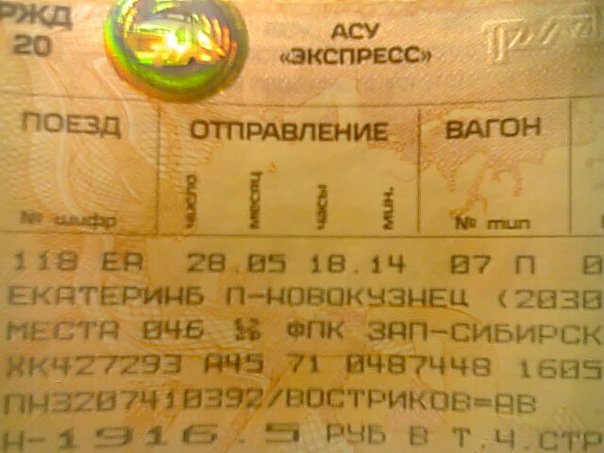 РЖД АСУ
20 «ЭКСПРЕСС»
ПОЕЗД ОТПРАВЛЕНИЕ ВАГОН
№ шифр число месяц часы мин. № тип
118 ЕА 28.05 18.14 07 П 0
ЕКАТЕРИНБ П-НОВОКУЗНЕЦ (2030
МЕСТА 046 ФПК ЗАП-СИБИРСК
ЖК427293 А45 71 0487448 1605
ПН3207410392/ВОСТРИКОВ=АВ
Н-1916.5 РУБ В Т.Ч.СТР